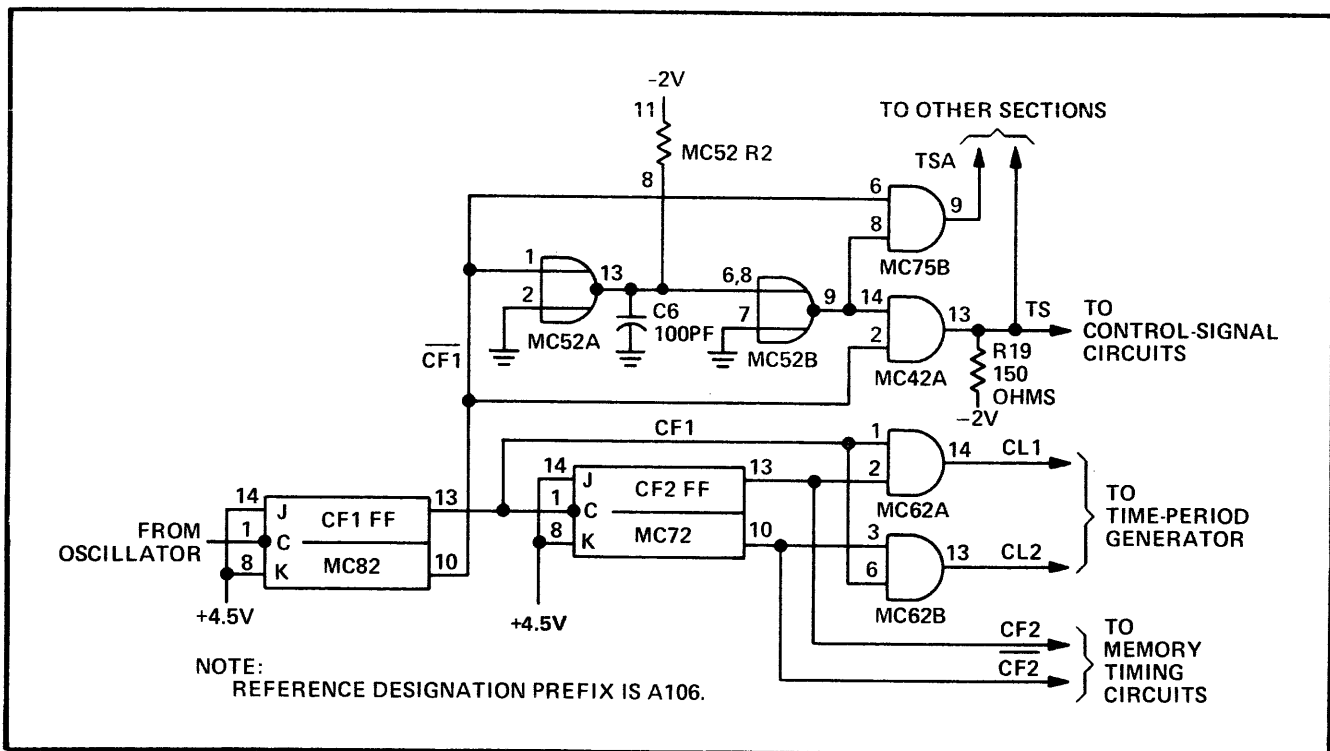 -2V
11
MC52 R2
8
TO OTHER SECTIONS
TSA
6
8
9
MC75B
1
2
13
MC52A
C6
100PF
6,8
7
9
MC52B
14
2
13
MC42A
TS
TO
CONTROL-SIGNAL
CIRCUITS
R19
150
OHMS
-2V
CF1
CF1
1
2
14
MC62A
CL1
3
6
13
MC62B
CL2
TO
TIME-PERIOD
GENERATOR
FROM
OSCILLATOR
14
1
8
J
C
K
CF1 FF
MC82
13
10
+4.5V
14
1
8
J
C
K
CF2 FF
MC72
13
10
+4.5V
CF2
CF2
TO
MEMORY
TIMING
CIRCUITS
NOTE:
REFERENCE DESIGNATION PREFIX IS A106.